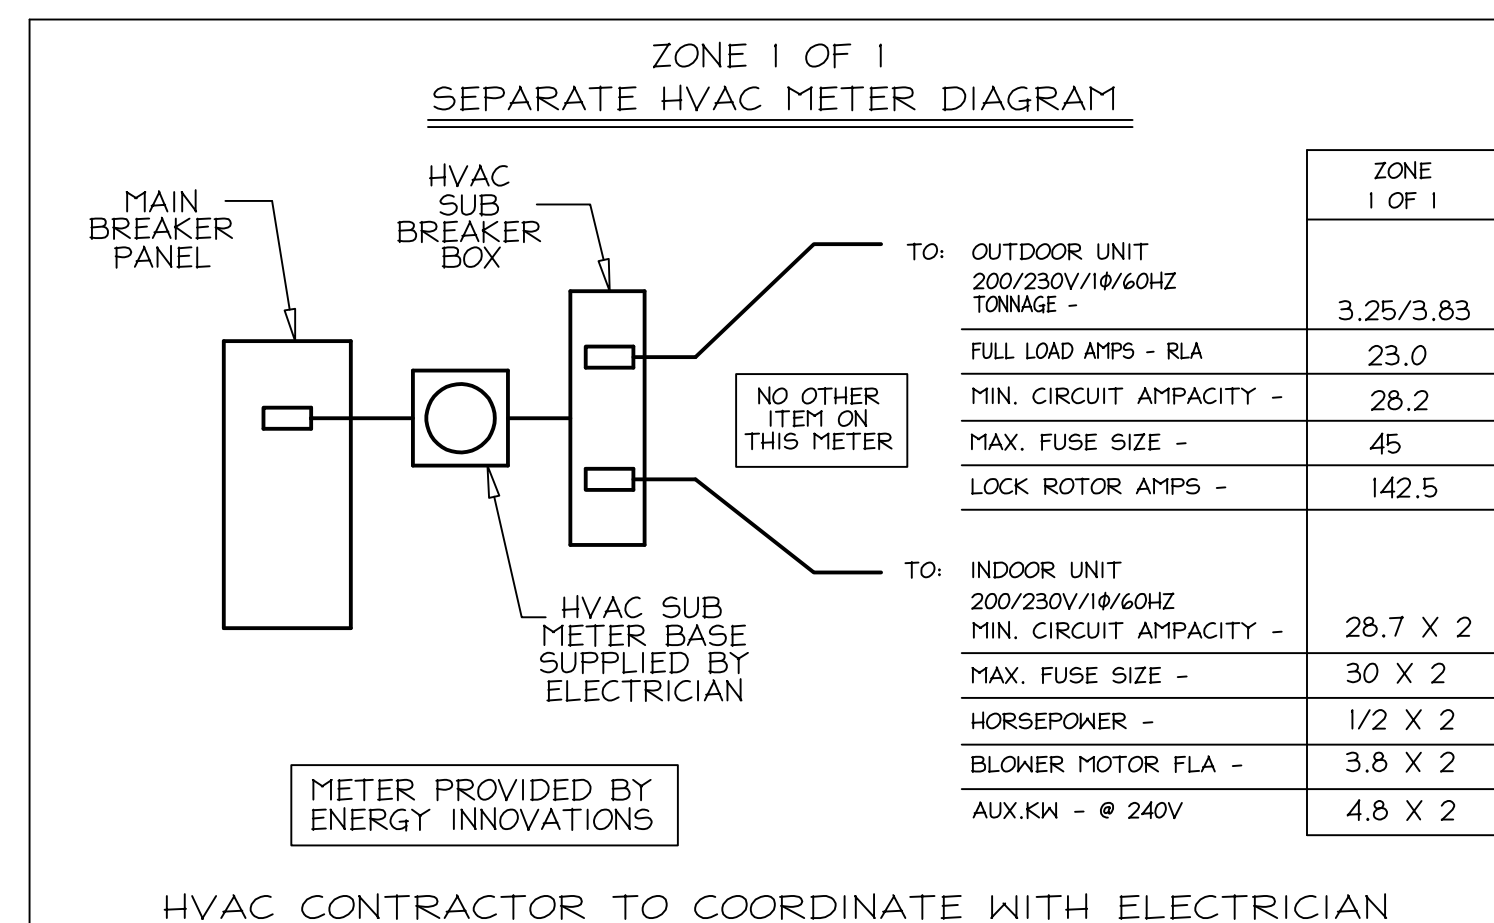 ZONE 1 OF 1
SEPARATE HVAC METER DIAGRAM
MAIN
BREAKER
PANEL
HVAC
SUB
BREAKER
BOX
NO OTHER
ITEM ON
THIS METER
HVAC SUB
METER BASE
SUPPLIED BY
ELECTRICIAN
METER PROVIDED BY
ENERGY INNOVATIONS
ZONE
1 OF 1
TO: OUTDOOR UNIT
200/230V/1Φ/60HZ
TONNAGE - 3.25/3.83
FULL LOAD AMPS - RLA 23.0
MIN. CIRCUIT AMPACITY - 28.2
MAX. FUSE SIZE - 45
LOCK ROTOR AMPS - 142.5
TO: INDOOR UNIT
200/230V/1Φ/60HZ
MIN. CIRCUIT AMPACITY - 28.7 X 2
MAX. FUSE SIZE - 30 X 2
HORSEPOWER - 1/2 X 2
BLOWER MOTOR FLA - 3.8 X 2
AUX.KW - @ 240V 4.8 X 2
HVAC CONTRACTOR TO COORDINATE WITH ELECTRICIAN